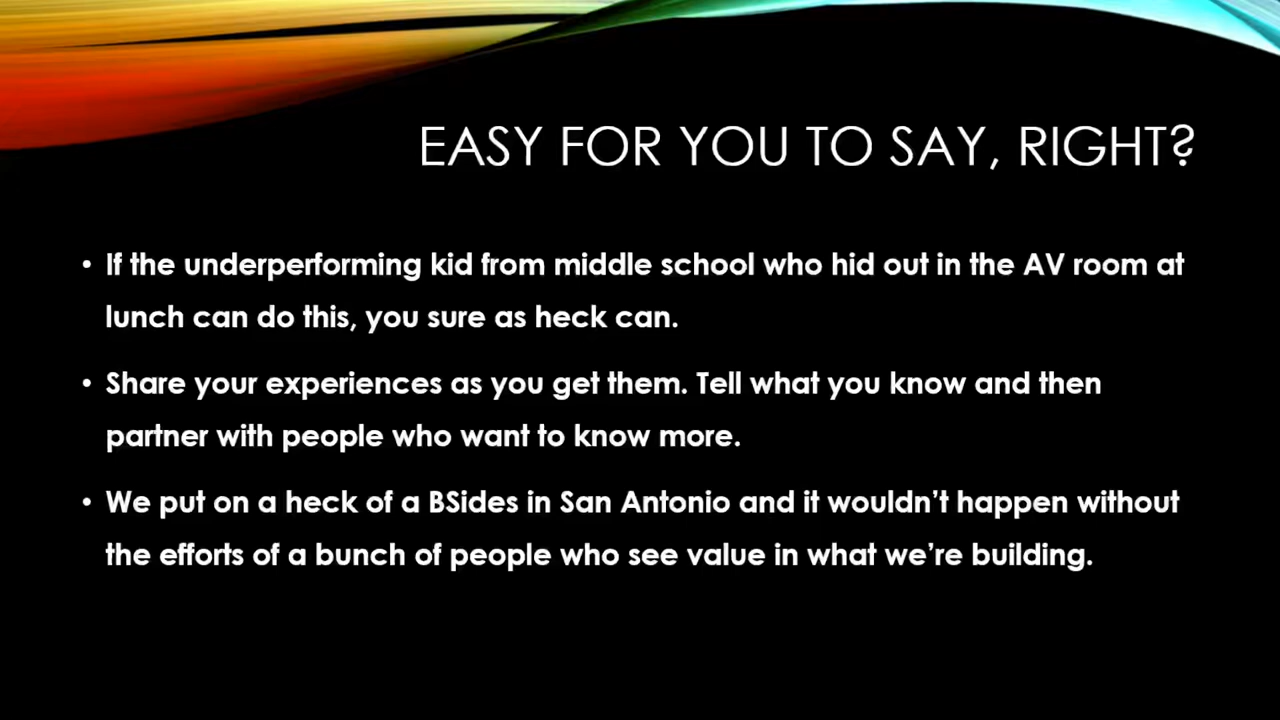 EASY FOR YOU TO SAY, RIGHT?
• If the underperforming kid from middle school who hid out in the AV room at
lunch can do this, you sure as heck can.
• Share your experiences as you get them. Tell what you know and then
partner with people who want to know more.
• We put on a heck of a BSides in San Antonio and it wouldn’t happen without
the efforts of a bunch of people who see value in what we’re building.